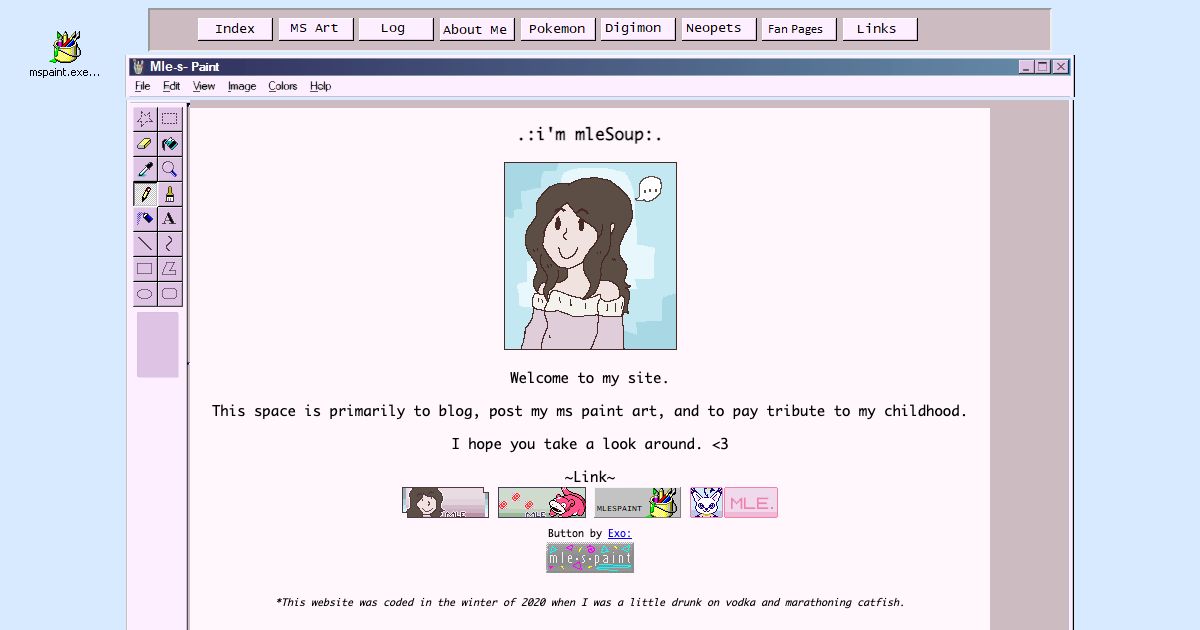 Index MS Art Log About Me Pokemon Digimon Neopets Fan Pages Links
mspaint.exe...
Mle-s- Paint
File Edit View Image Colors Help
A
.:i'm mleSoup:.
...
Welcome to my site.
This space is primarily to blog, post my ms paint art, and to pay tribute to my childhood.
I hope you take a look around. <3
~Link~
MLE MLE MLESPAINT MLE.
Button by Exo:
mle·s·paint
*This website was coded in the winter of 2020 when I was a little drunk on vodka and marathoning catfish.